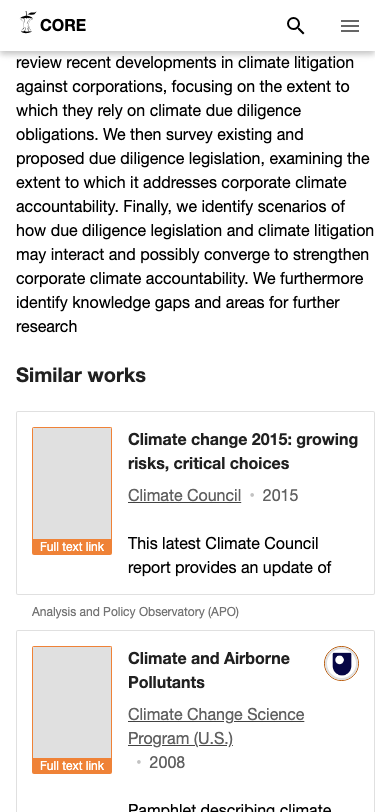 CORE
review recent developments in climate litigation
against corporations, focusing on the extent to
which they rely on climate due diligence
obligations. We then survey existing and
proposed due diligence legislation, examining the
extent to which it addresses corporate climate
accountability. Finally, we identify scenarios of
how due diligence legislation and climate litigation
may interact and possibly converge to strengthen
corporate climate accountability. We furthermore
identify knowledge gaps and areas for further
research
Similar works
Climate change 2015: growing
risks, critical choices
Climate Council • 2015
Full text link
This latest Climate Council
report provides an update of
Analysis and Policy Observatory (APO)
Climate and Airborne
Pollutants
Climate Change Science
Program (U.S.)
• 2008
Full text link
Pamphlet describing climate